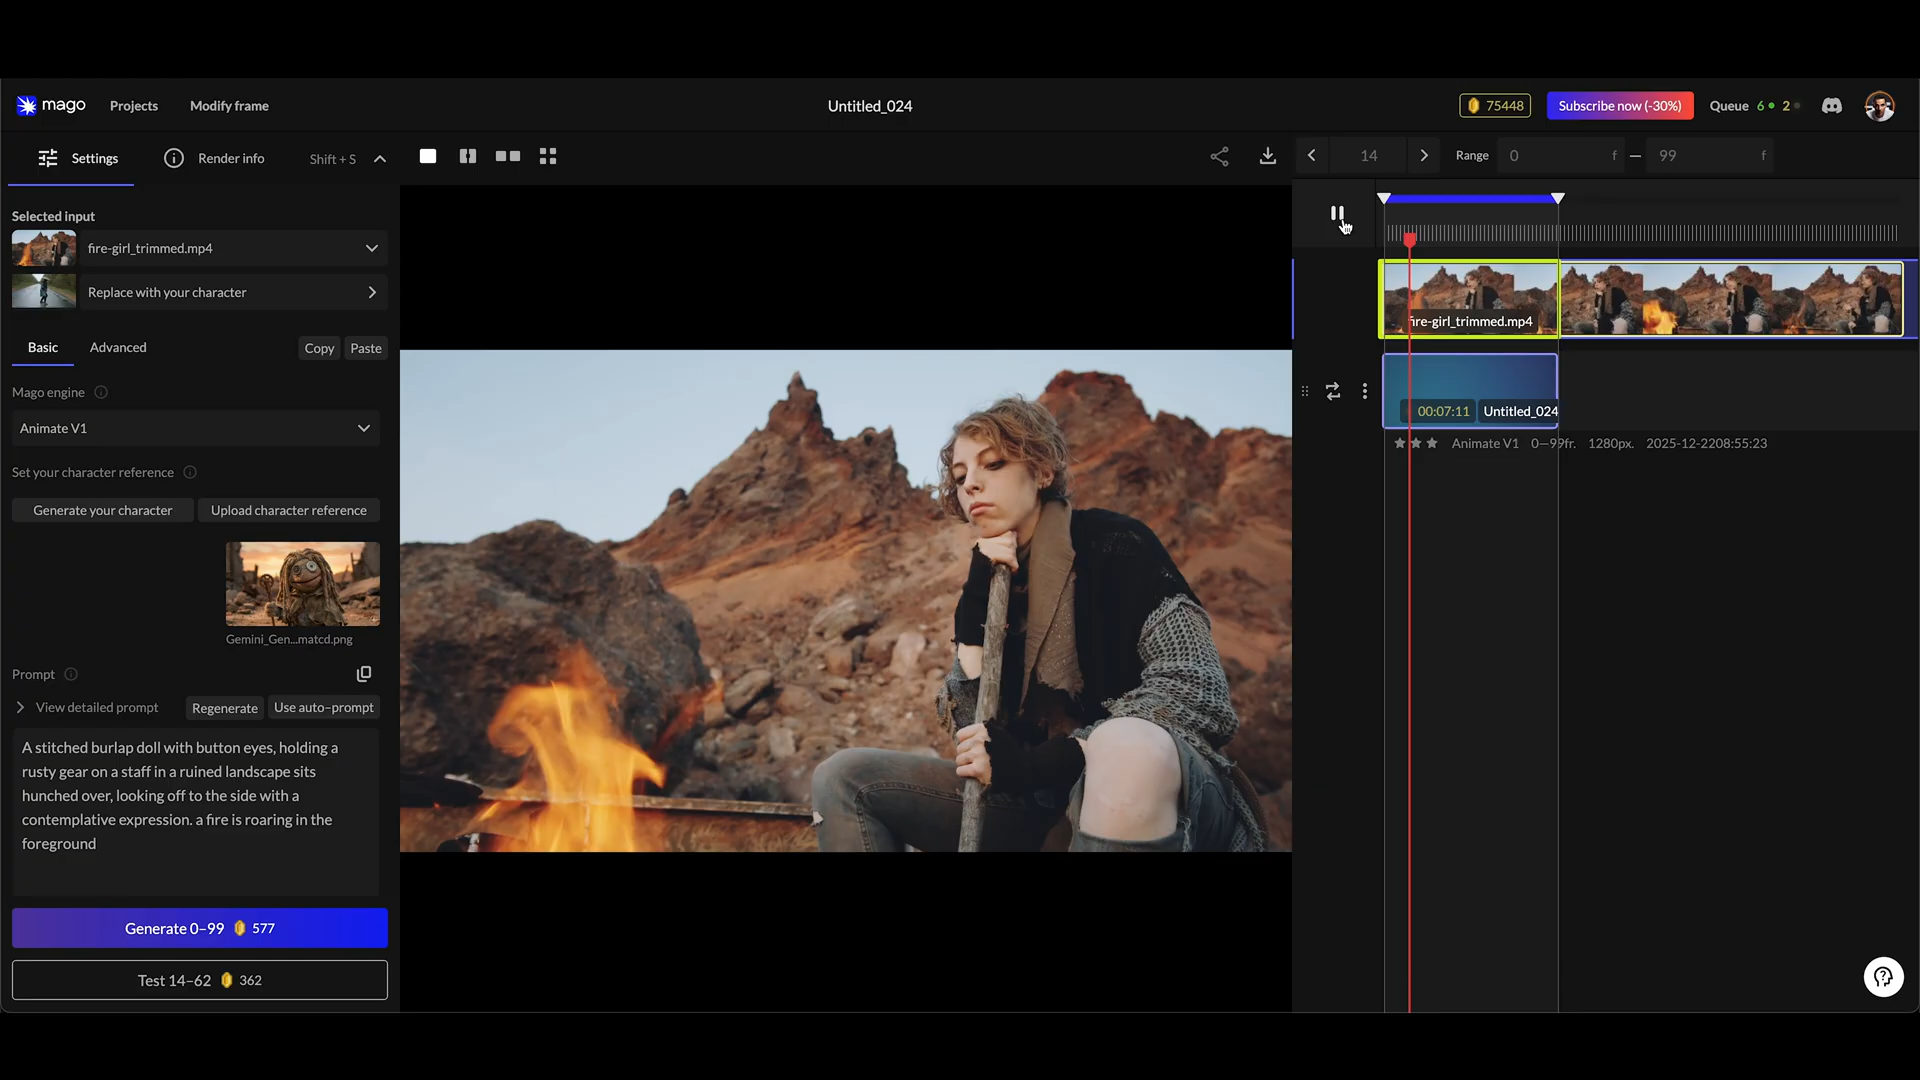 mago
Projects
Modify frame
Untitled_024
75448
Subscribe now (-30%)
Queue 6 2
Settings
Render info
Shift + S
14
Range 0 f — 99 f
Selected input
fire-girl_trimmed.mp4
Replace with your character
Basic
Advanced
Copy
Paste
Mago engine
Animate V1
Set your character reference
Generate your character
Upload character reference
Gemini_Gen...matcd.png
Prompt
View detailed prompt
Regenerate
Use auto-prompt
A stitched burlap doll with button eyes, holding a
rusty gear on a staff in a ruined landscape sits
hunched over, looking off to the side with a
contemplative expression. a fire is roaring in the
foreground
Generate 0–99 577
Test 14–62 362
fire-girl_trimmed.mp4
00:07:11
Untitled_024
Animate V1 0—99fr. 1280px. 2025-12-2208:55:23